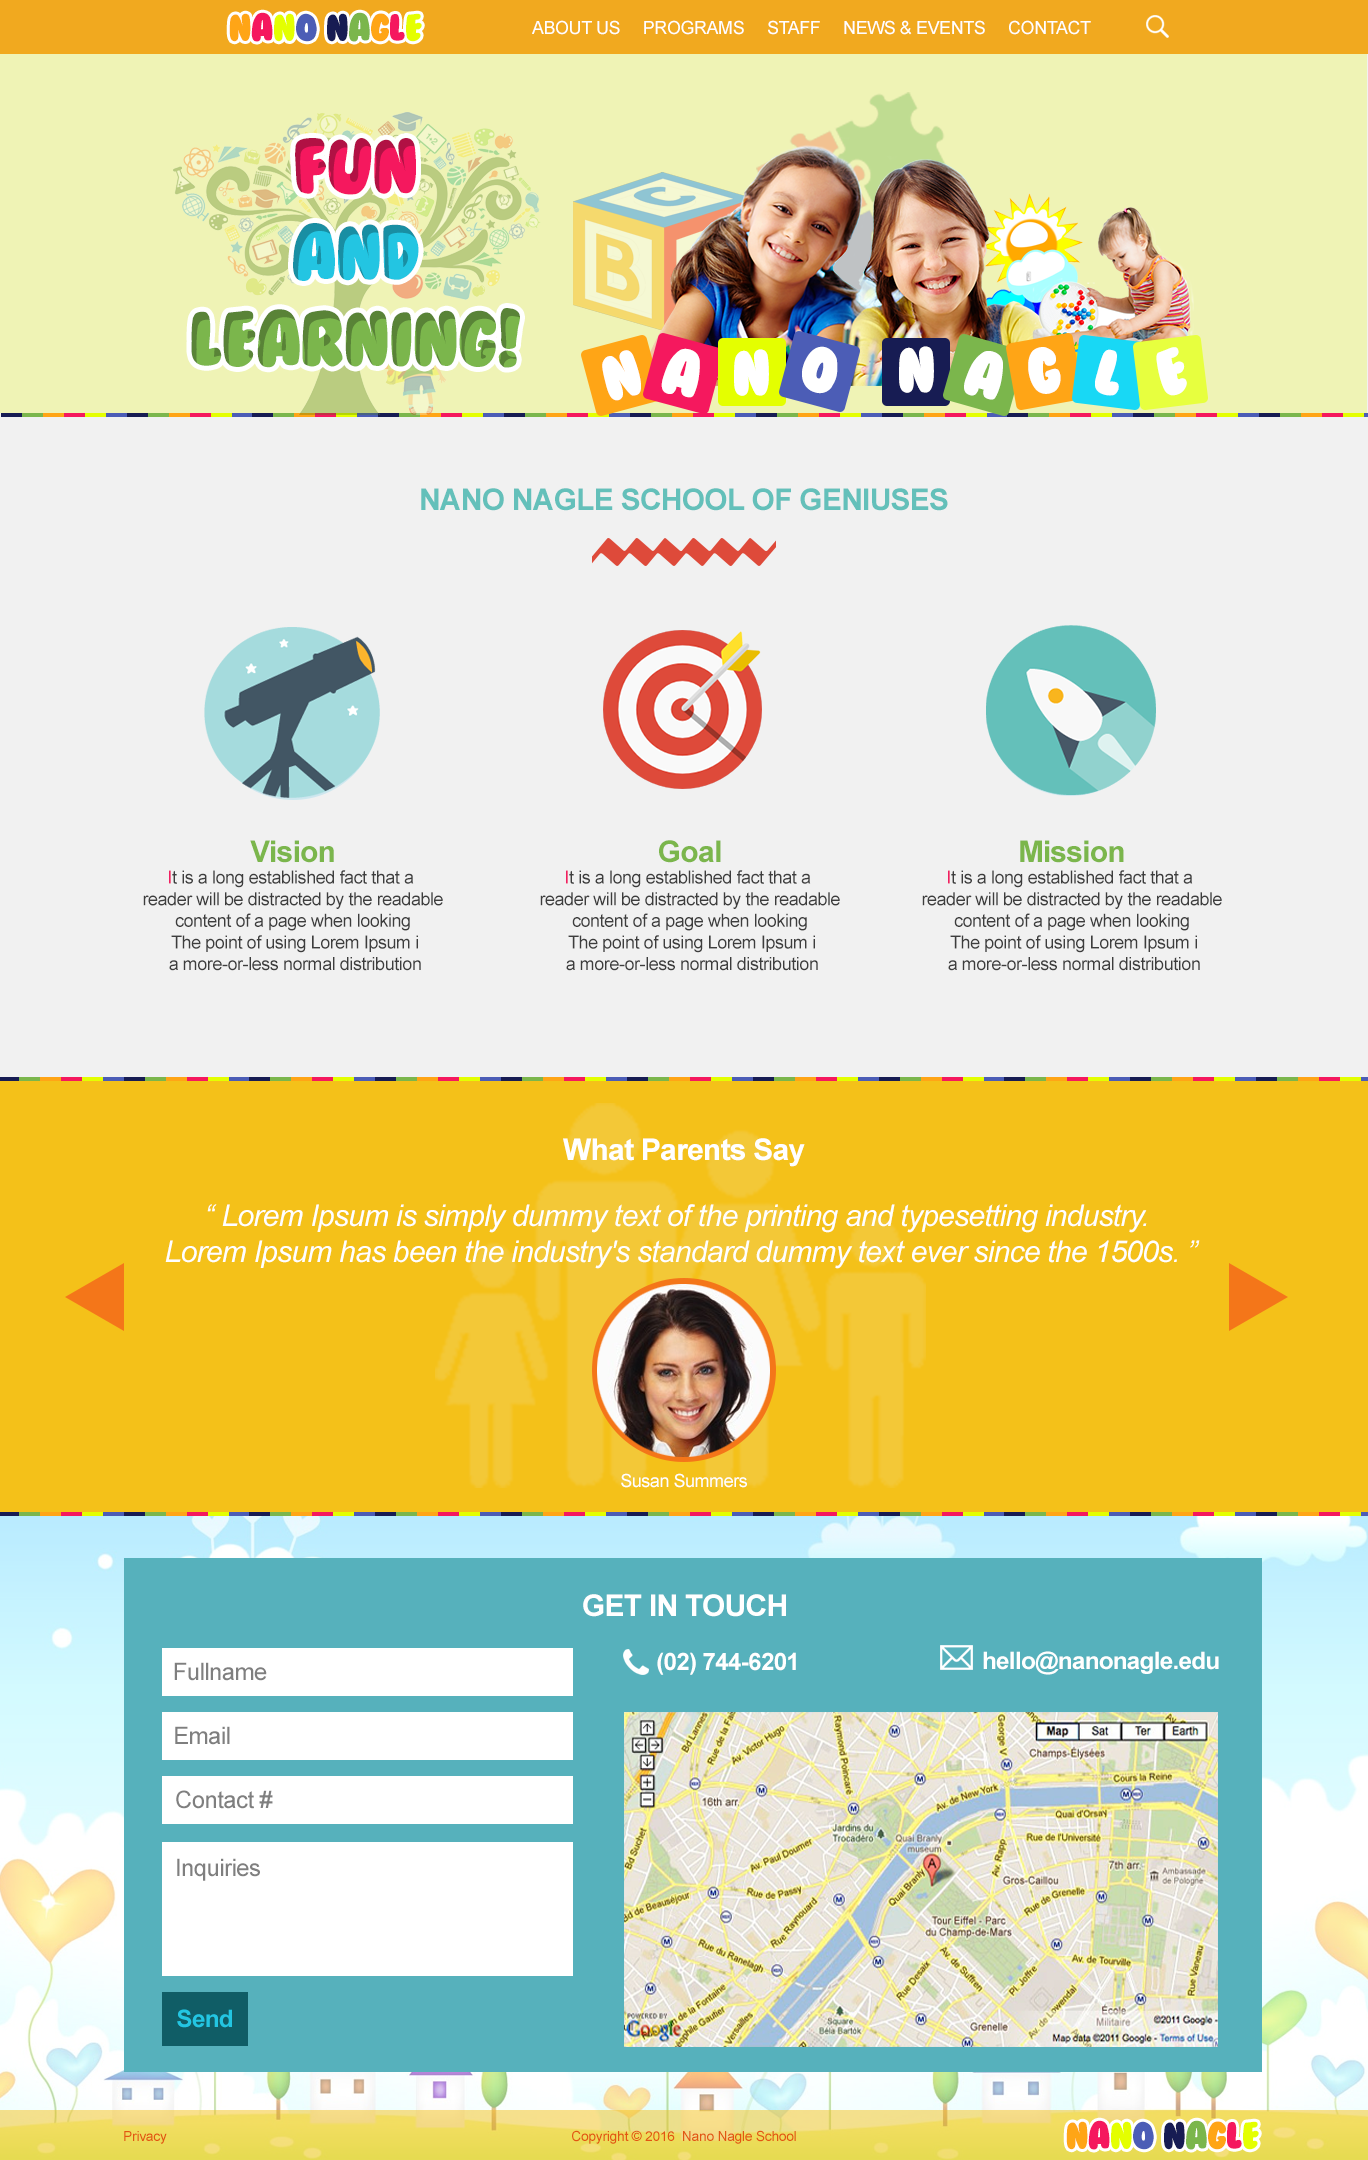 NANO NAGLE
ABOUT US PROGRAMS STAFF NEWS & EVENTS CONTACT
FUN
AND
LEARNING!
C
B
NANO NAGLE
NANO NAGLE SCHOOL OF GENIUSES
Vision
It is a long established fact that a
reader will be distracted by the readable
content of a page when looking
The point of using Lorem Ipsum i
a more-or-less normal distribution
Goal
It is a long established fact that a
reader will be distracted by the readable
content of a page when looking
The point of using Lorem Ipsum i
a more-or-less normal distribution
Mission
It is a long established fact that a
reader will be distracted by the readable
content of a page when looking
The point of using Lorem Ipsum i
a more-or-less normal distribution
What Parents Say
“ Lorem Ipsum is simply dummy text of the printing and typesetting industry.
Lorem Ipsum has been the industry's standard dummy text ever since the 1500s. ”
Susan Summers
GET IN TOUCH
Fullname
Email
Contact #
Inquiries
Send
(02) 744-6201
hello@nanonagle.edu
Map Sat Ter Earth
Bd Lannes
Rue de la Fai
Av. Victor Hugo
Raymond Poincaré
George V
Champs-Élysées
Cours la Reine
16th arr.
Av. de New York
Quai d'Orsay
Jardins du
Trocadéro
Quai Branly
museum
Rue de l'Université
Bd Suchet
Av. Paul Doumer
Av. Rapp
A
7th arr.
Ambassade
de Pologne
Quai Branly
Gros-Caillou
Bd de Beauséjour
Rue de Passy
Rue de Grenelle
Rue Raynouard
Tour Eiffel - Parc
du Champ-de-Mars
Rue du Ranelagh
Av. de Suffren
Av. de Tourville
Rue Vaneau
Rue Desaix
Pl. Joffre
Av. de Lowendal
de la Fontaine
ophile Gautier
Versailles
Square
Béla Bartók
École
Militaire
Grenelle
POWERED BY
Google
©2011 Google -
Map data ©2011 Google - Terms of Use
Privacy
Copyright © 2016 Nano Nagle School
NANO NAGLE